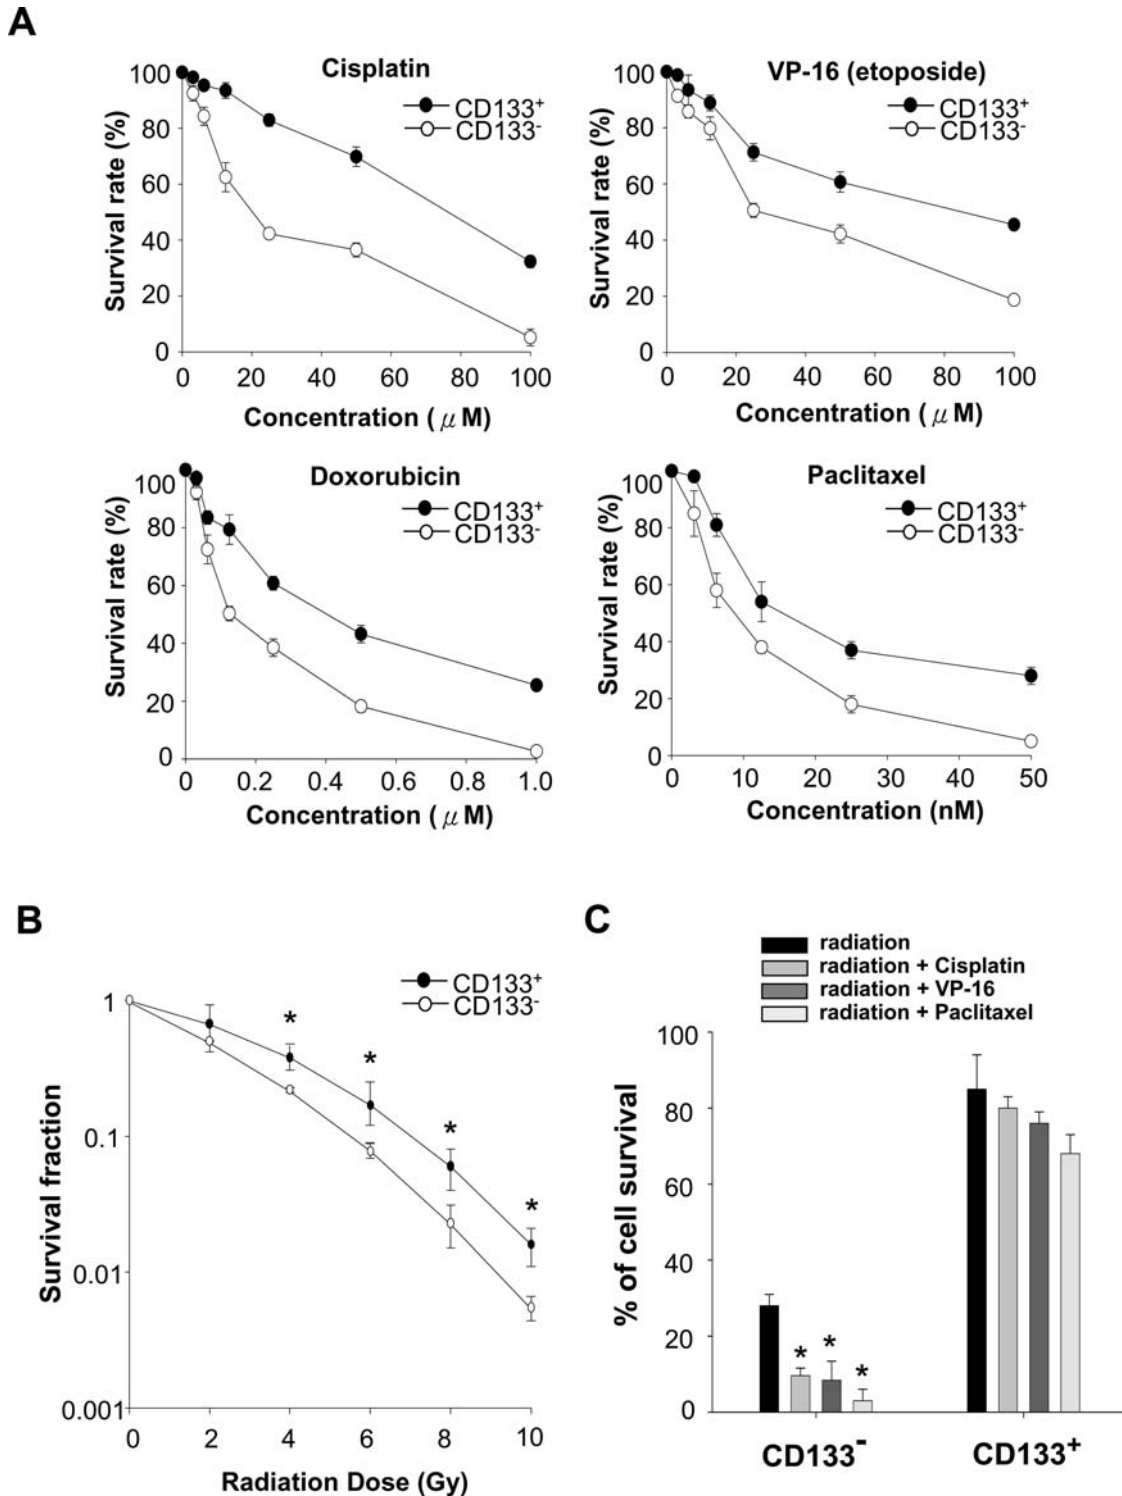 A
Cisplatin
CD133+
CD133-
Survival rate (%)
100
80
60
40
20
0
0 20 40 60 80 100
Concentration ( μ M)
VP-16 (etoposide)
CD133+
CD133-
Survival rate (%)
100
80
60
40
20
0
0 20 40 60 80 100
Concentration ( μ M)
Doxorubicin
CD133+
CD133-
Survival rate (%)
100
80
60
40
20
0
0 0.2 0.4 0.6 0.8 1.0
Concentration ( μ M)
Paclitaxel
CD133+
CD133-
Survival rate (%)
100
80
60
40
20
0
0 10 20 30 40 50
Concentration (nM)
B
CD133+
CD133-
Survival fraction
1
0.1
0.01
0.001
* * * * *
0 2 4 6 8 10
Radiation Dose (Gy)
C
radiation
radiation + Cisplatin
radiation + VP-16
radiation + Paclitaxel
% of cell survival
100
80
60
40
20
0
* * *
CD133- CD133+